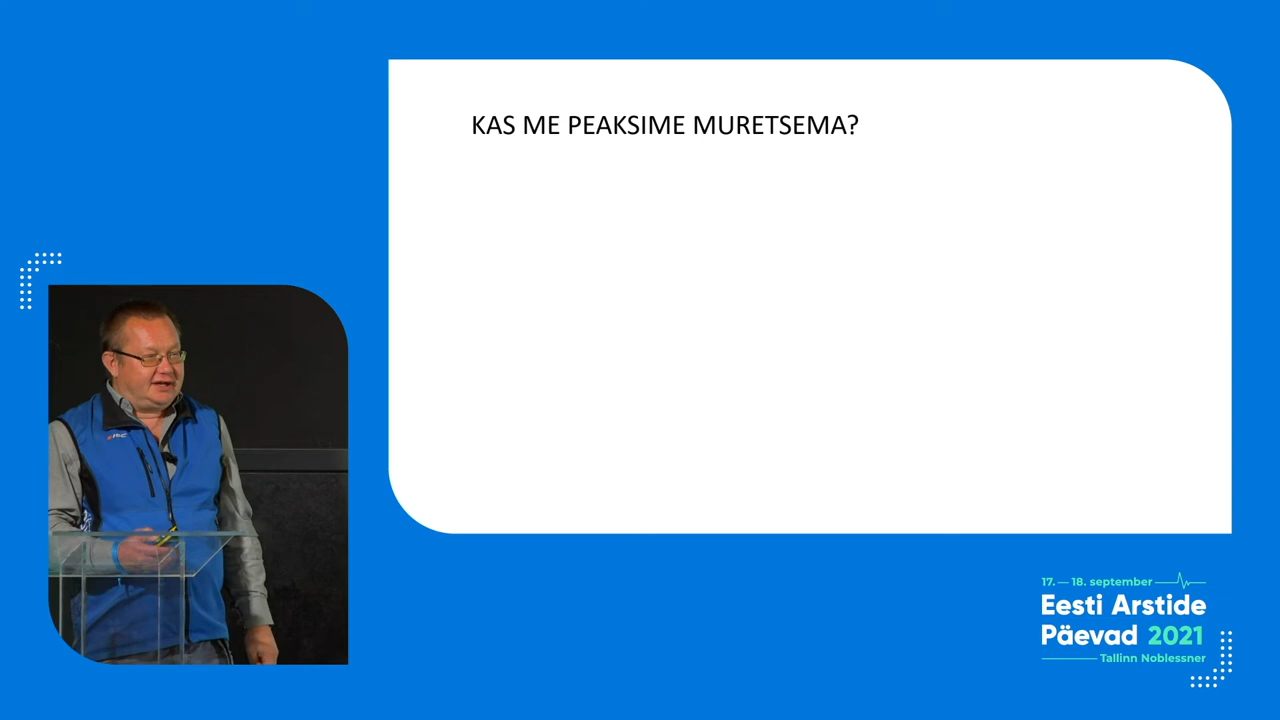 KAS ME PEAKSIME MURETSEMA?
17. — 18. september
Eesti Arstide
Päevad 2021
Tallinn Noblessner